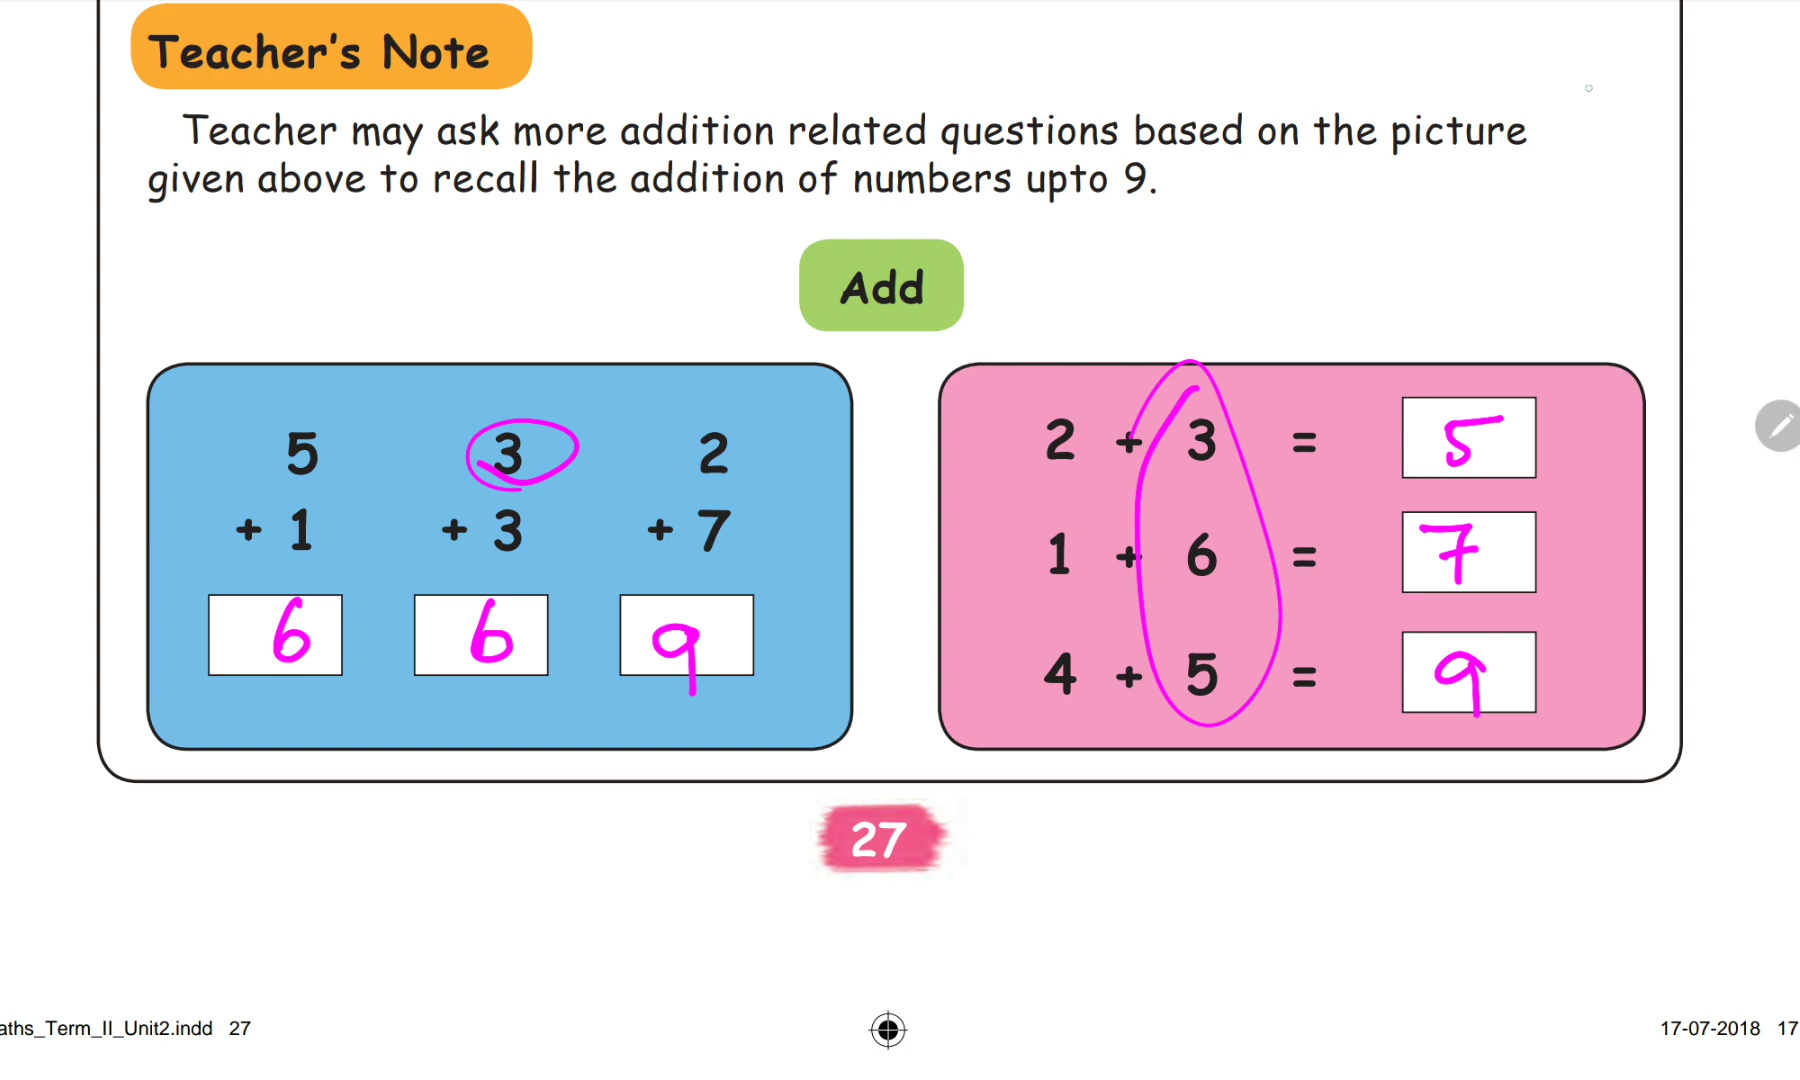 Teacher's Note
Teacher may ask more addition related questions based on the picture
given above to recall the addition of numbers upto 9.
Add
5 3 2
+ 1 + 3 + 7
6 6 9
2 + 3 = 5
1 + 6 = 7
4 + 5 = 9
27
aths_Term_II_Unit2.indd 27
17-07-2018 17